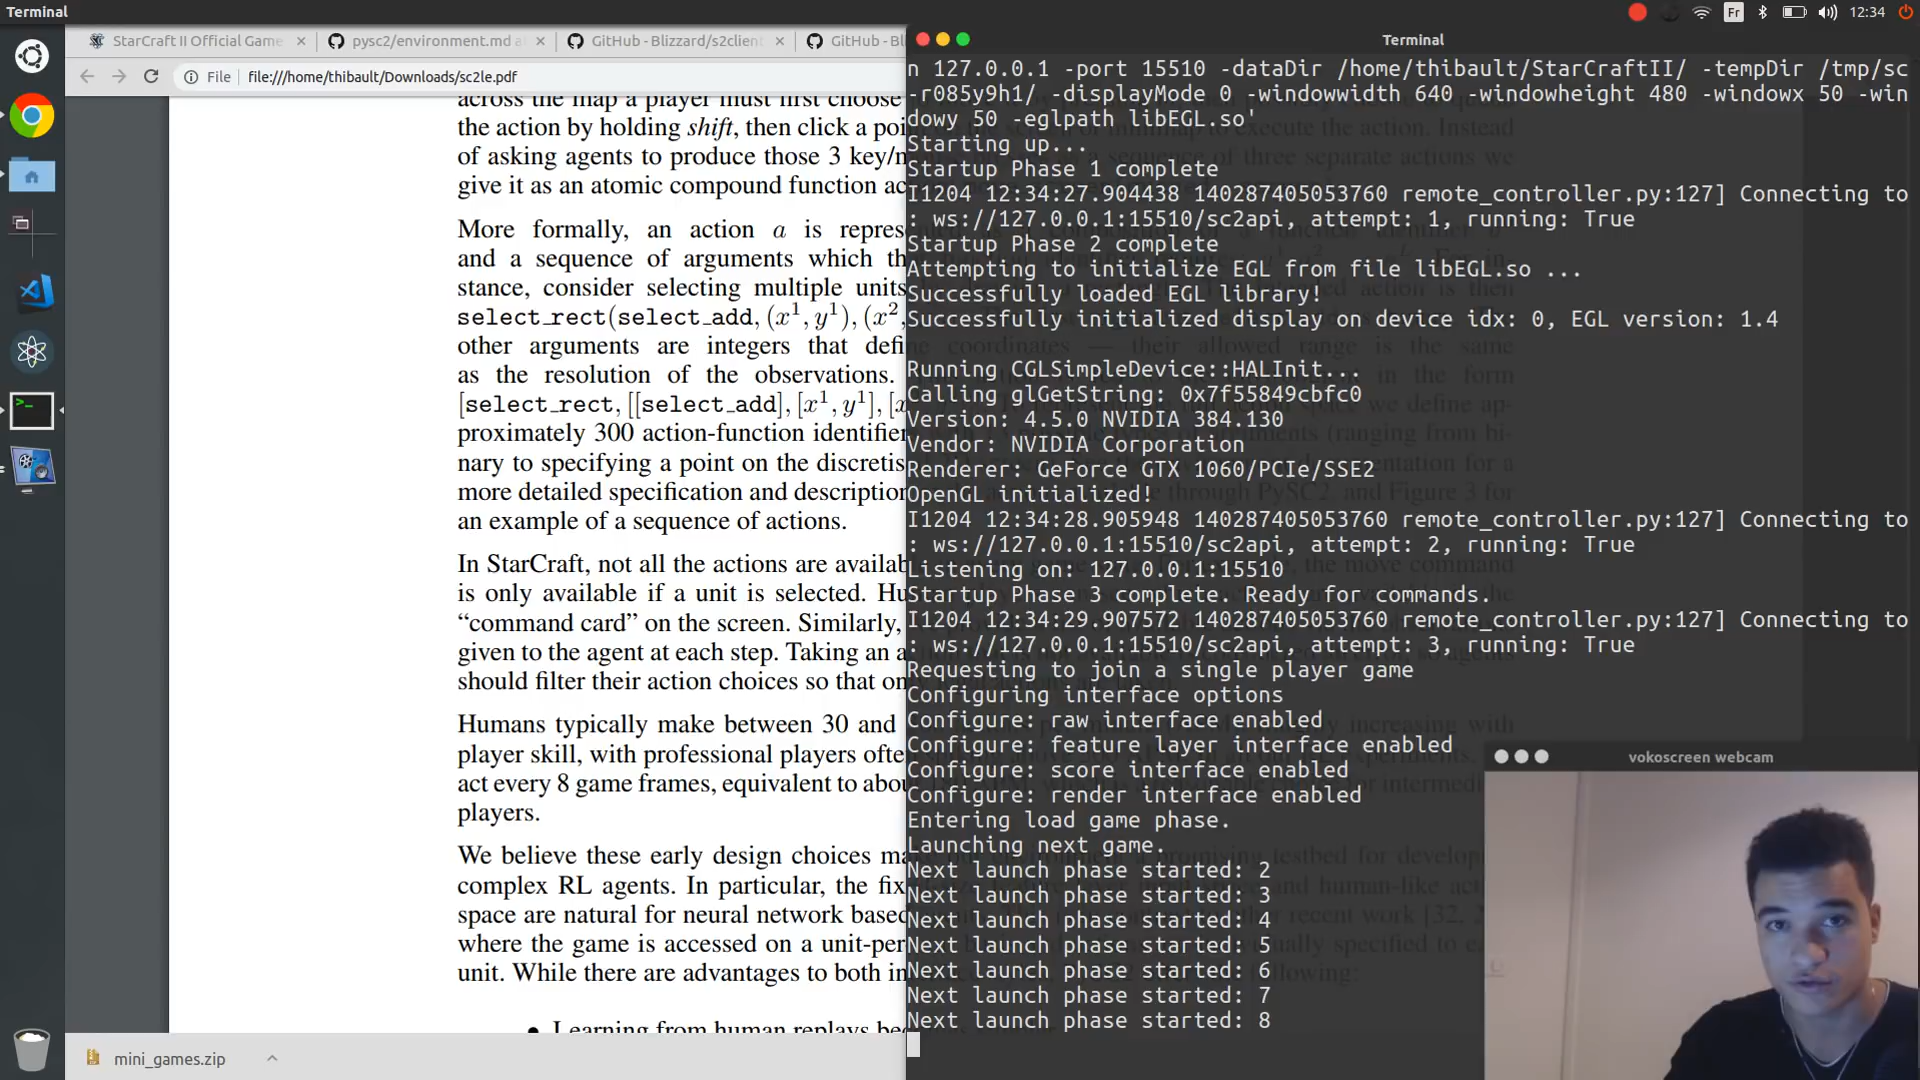 Terminal
Fr
12:34
StarCraft II Official Game
pysc2/environment.md a
GitHub - Blizzard/s2client
GitHub - Bl
File
file:///home/thibault/Downloads/sc2le.pdf
across the map a player must first choose
the action by holding shift, then click a poi
of asking agents to produce those 3 key/m
give it as an atomic compound function ac
More formally, an action a is repres
and a sequence of arguments which th
stance, consider selecting multiple units
select_rect(select_add, (x¹, y¹), (x²,
other arguments are integers that defi
as the resolution of the observations.
[select_rect, [[select_add], [x¹, y¹], [x
proximately 300 action-function identifier
nary to specifying a point on the discretis
more detailed specification and description
an example of a sequence of actions.
In StarCraft, not all the actions are availab
is only available if a unit is selected. Hu
“command card” on the screen. Similarly,
given to the agent at each step. Taking an a
should filter their action choices so that on
Humans typically make between 30 and
player skill, with professional players ofte
act every 8 game frames, equivalent to abou
players.
We believe these early design choices ma
complex RL agents. In particular, the fix
space are natural for neural network based
where the game is accessed on a unit-per
unit. While there are advantages to both in
• Learning from human replays bec
mini_games.zip
Terminal
n 127.0.0.1 -port 15510 -dataDir /home/thibault/StarCraftII/ -tempDir /tmp/sc
-r085y9h1/ -displayMode 0 -windowwidth 640 -windowheight 480 -windowx 50 -win
dowy 50 -eglpath libEGL.so'
Starting up...
Startup Phase 1 complete
I1204 12:34:27.904438 140287405053760 remote_controller.py:127] Connecting to
: ws://127.0.0.1:15510/sc2api, attempt: 1, running: True
Startup Phase 2 complete
Attempting to initialize EGL from file libEGL.so ...
Successfully loaded EGL library!
Successfully initialized display on device idx: 0, EGL version: 1.4
Running CGLSimpleDevice::HALInit...
Calling glGetString: 0x7f55849cbfc0
Version: 4.5.0 NVIDIA 384.130
Vendor: NVIDIA Corporation
Renderer: GeForce GTX 1060/PCIe/SSE2
OpenGL initialized!
I1204 12:34:28.905948 140287405053760 remote_controller.py:127] Connecting to
: ws://127.0.0.1:15510/sc2api, attempt: 2, running: True
Listening on: 127.0.0.1:15510
Startup Phase 3 complete. Ready for commands.
I1204 12:34:29.907572 140287405053760 remote_controller.py:127] Connecting to
: ws://127.0.0.1:15510/sc2api, attempt: 3, running: True
Requesting to join a single player game
Configuring interface options
Configure: raw interface enabled
Configure: feature layer interface enabled
Configure: score interface enabled
Configure: render interface enabled
Entering load game phase.
Launching next game.
Next launch phase started: 2
Next launch phase started: 3
Next launch phase started: 4
Next launch phase started: 5
Next launch phase started: 6
Next launch phase started: 7
Next launch phase started: 8
vokoscreen webcam